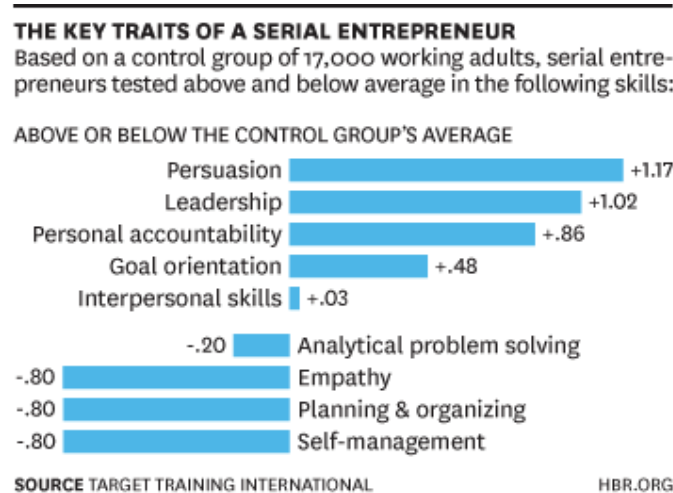 THE KEY TRAITS OF A SERIAL ENTREPRENEUR
Based on a control group of 17,000 working adults, serial entre-
preneurs tested above and below average in the following skills:
ABOVE OR BELOW THE CONTROL GROUP'S AVERAGE
Persuasion +1.17
Leadership +1.02
Personal accountability +.86
Goal orientation +.48
Interpersonal skills +.03
-.20 Analytical problem solving
-.80 Empathy
-.80 Planning & organizing
-.80 Self-management
SOURCE TARGET TRAINING INTERNATIONAL HBR.ORG